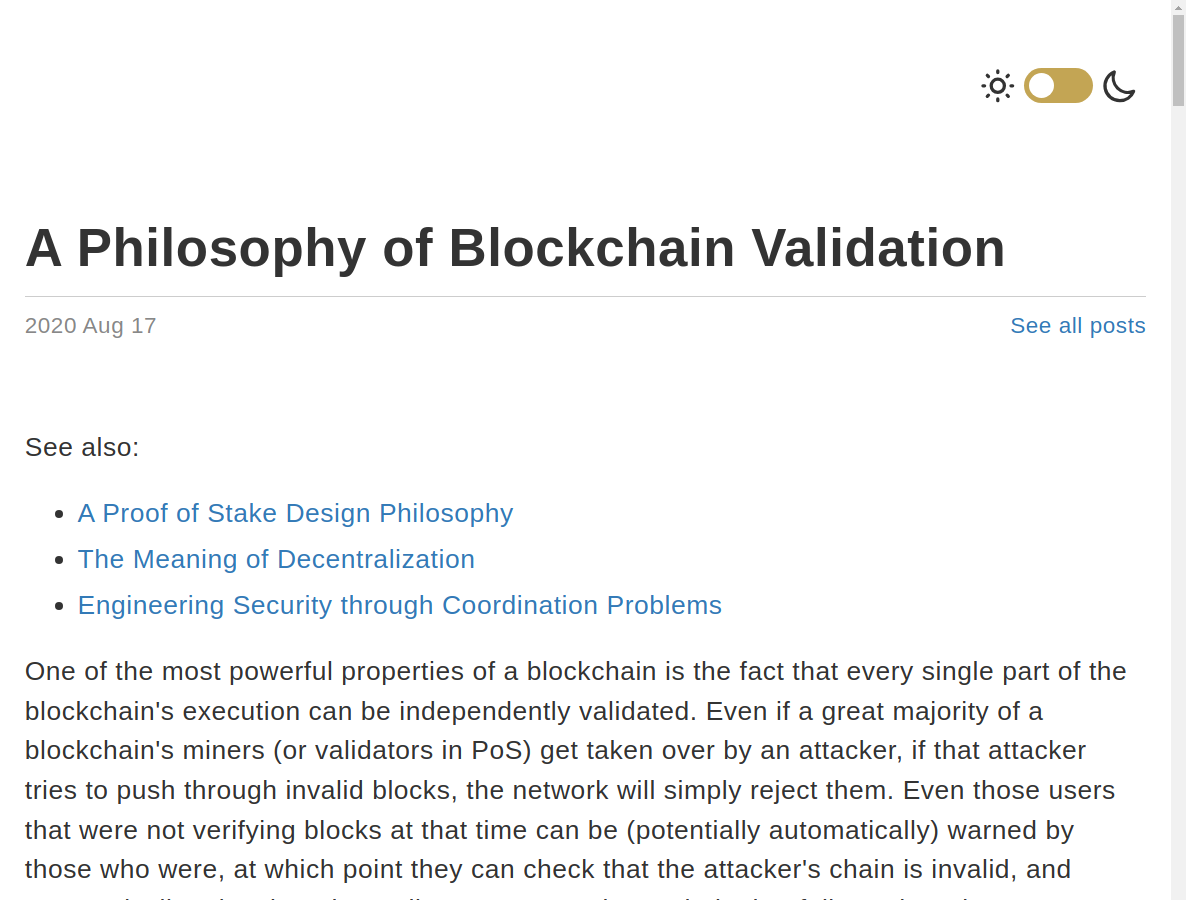 A Philosophy of Blockchain Validation
2020 Aug 17
See all posts
See also:
A Proof of Stake Design Philosophy
The Meaning of Decentralization
Engineering Security through Coordination Problems
One of the most powerful properties of a blockchain is the fact that every single part of the
blockchain's execution can be independently validated. Even if a great majority of a
blockchain's miners (or validators in PoS) get taken over by an attacker, if that attacker
tries to push through invalid blocks, the network will simply reject them. Even those users
that were not verifying blocks at that time can be (potentially automatically) warned by
those who were, at which point they can check that the attacker's chain is invalid, and